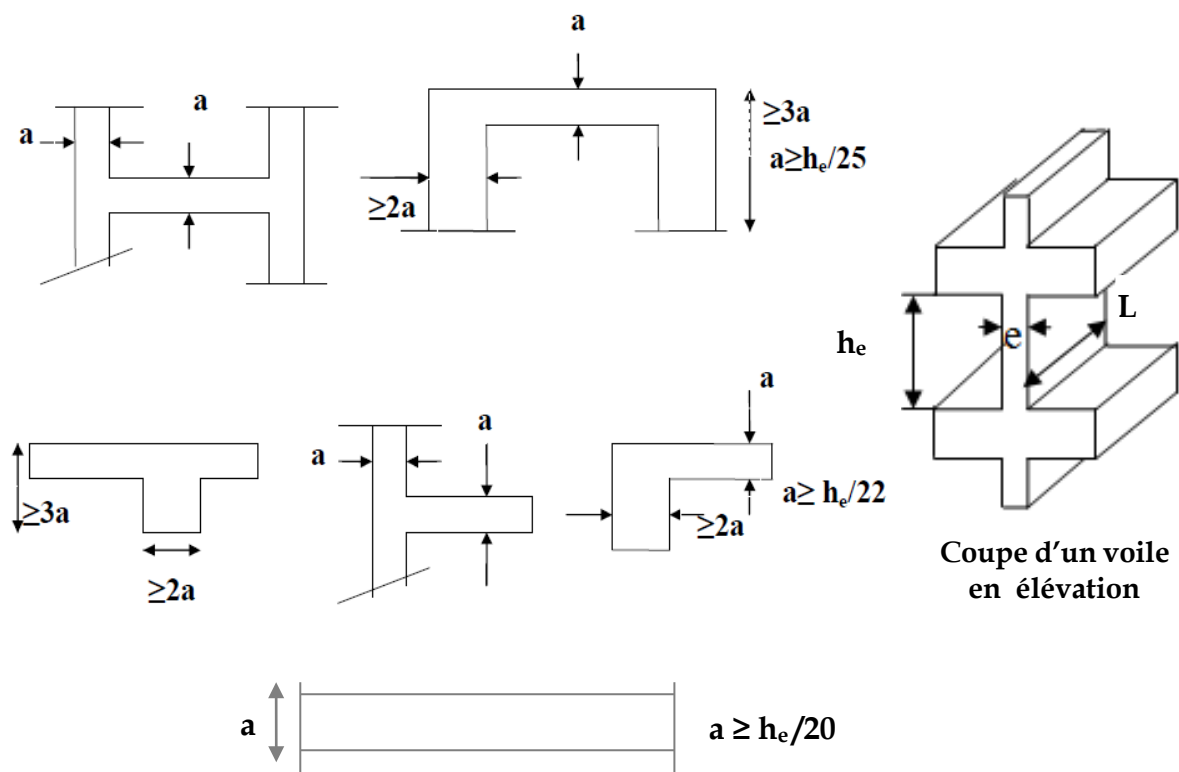 a
a
a
≥3a
a≥hₑ/25
≥2a
hₑ
e
L
≥3a
≥2a
a
a
a
a≥ hₑ/22
≥2a
Coupe d’un voile
en élévation
a
a ≥ hₑ/20